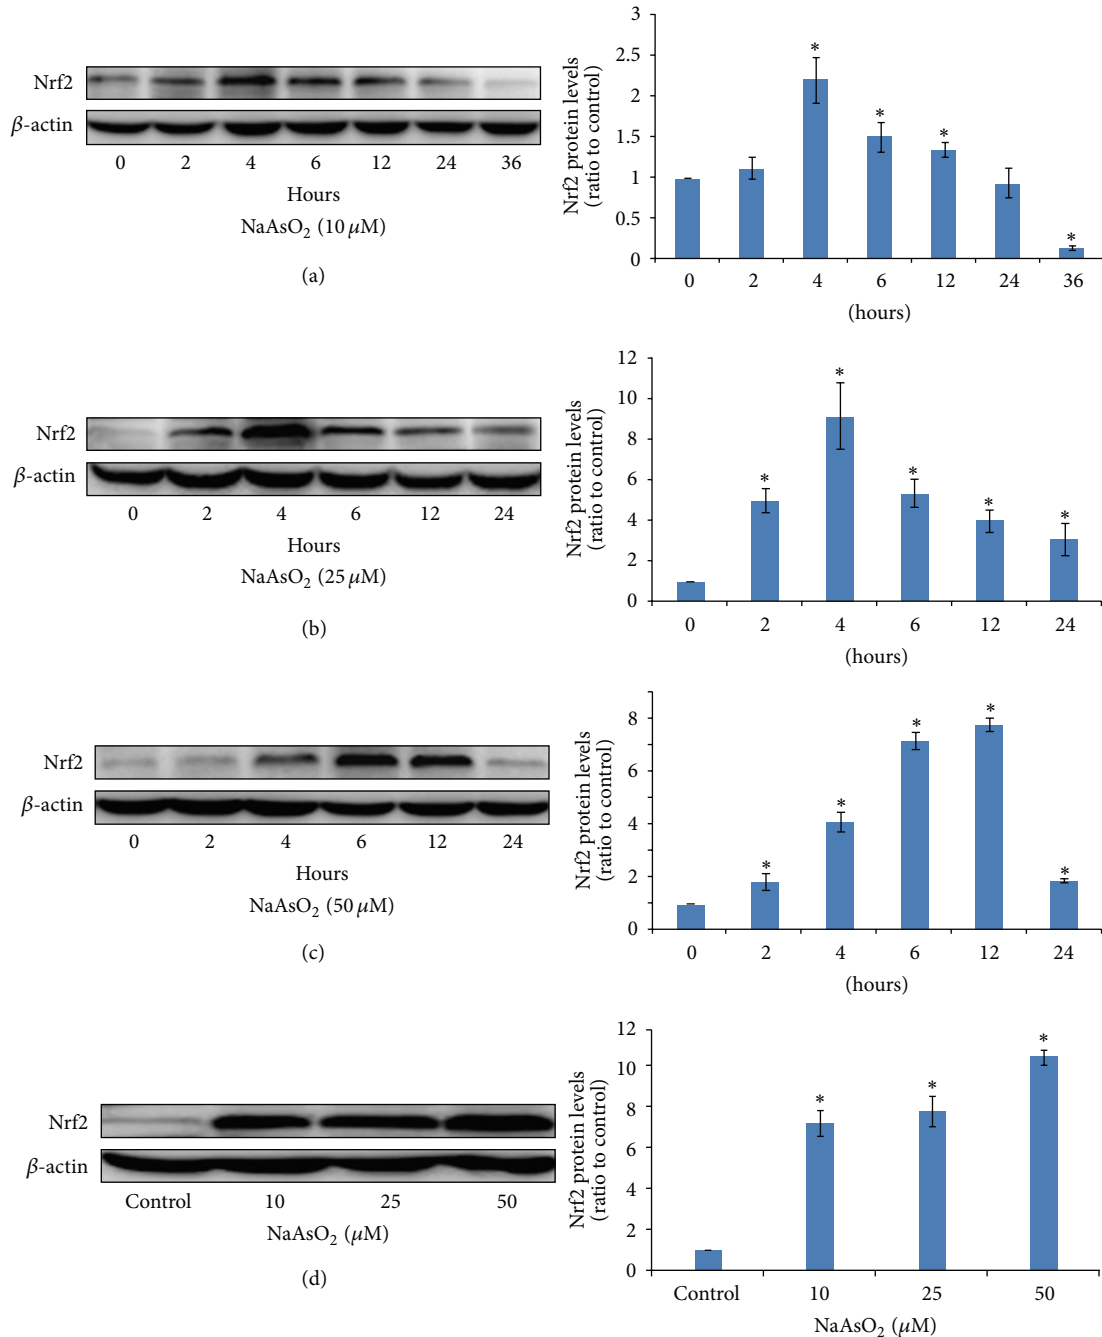 Nrf2
β-actin
0 2 4 6 12 24 36
Hours
NaAsO₂ (10 μM)
(a)
Nrf2 protein levels
(ratio to control)
3
2.5
2
1.5
1
0.5
0
* * * *
0 2 4 6 12 24 36
(hours)
Nrf2
β-actin
0 2 4 6 12 24
Hours
NaAsO₂ (25 μM)
(b)
Nrf2 protein levels
(ratio to control)
12
10
8
6
4
2
0
* * * * *
0 2 4 6 12 24
(hours)
Nrf2
β-actin
0 2 4 6 12 24
Hours
NaAsO₂ (50 μM)
(c)
Nrf2 protein levels
(ratio to control)
8
6
4
2
0
* * * * *
0 2 4 6 12 24
(hours)
Nrf2
β-actin
Control 10 25 50
NaAsO₂ (μM)
(d)
Nrf2 protein levels
(ratio to control)
12
10
8
6
4
2
0
* * *
Control 10 25 50
NaAsO₂ (μM)